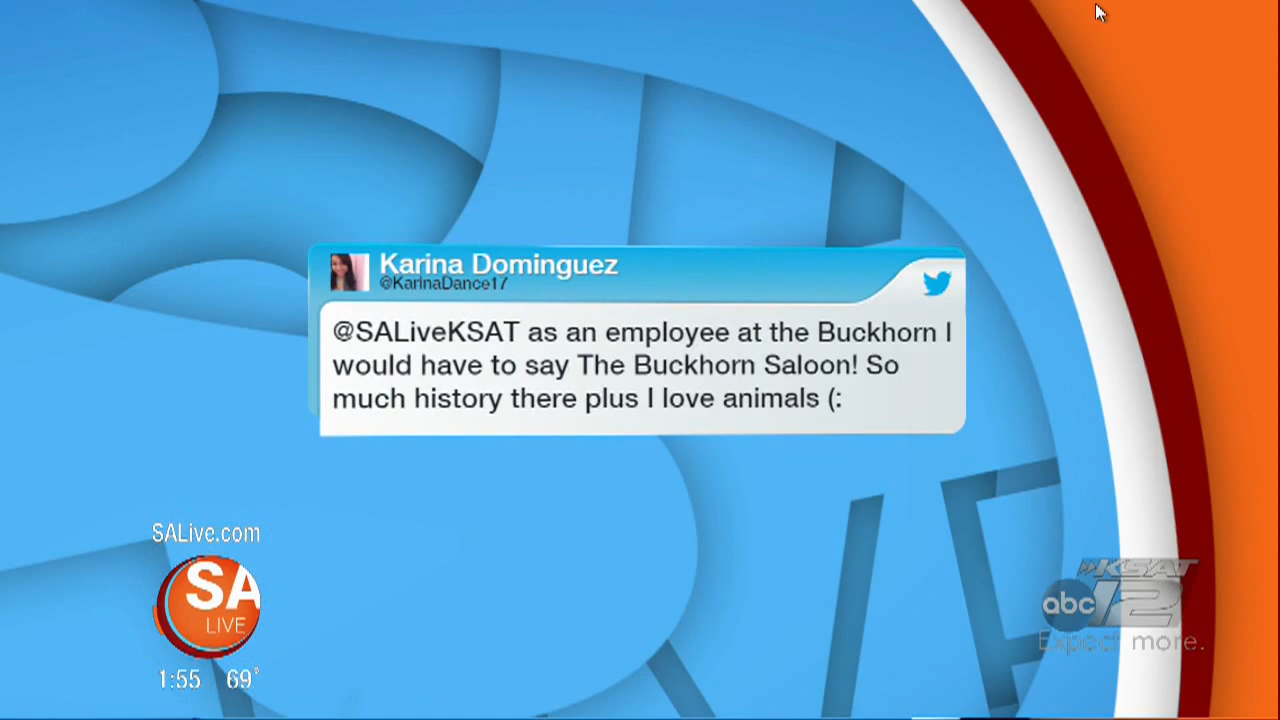 Karina Dominguez
@KarinaDance17
@SALiveKSAT as an employee at the Buckhorn I
would have to say The Buckhorn Saloon! So
much history there plus I love animals (:
SALive.com
SA
LIVE
1:55 69°
KSAT
abc 12
Expect more.